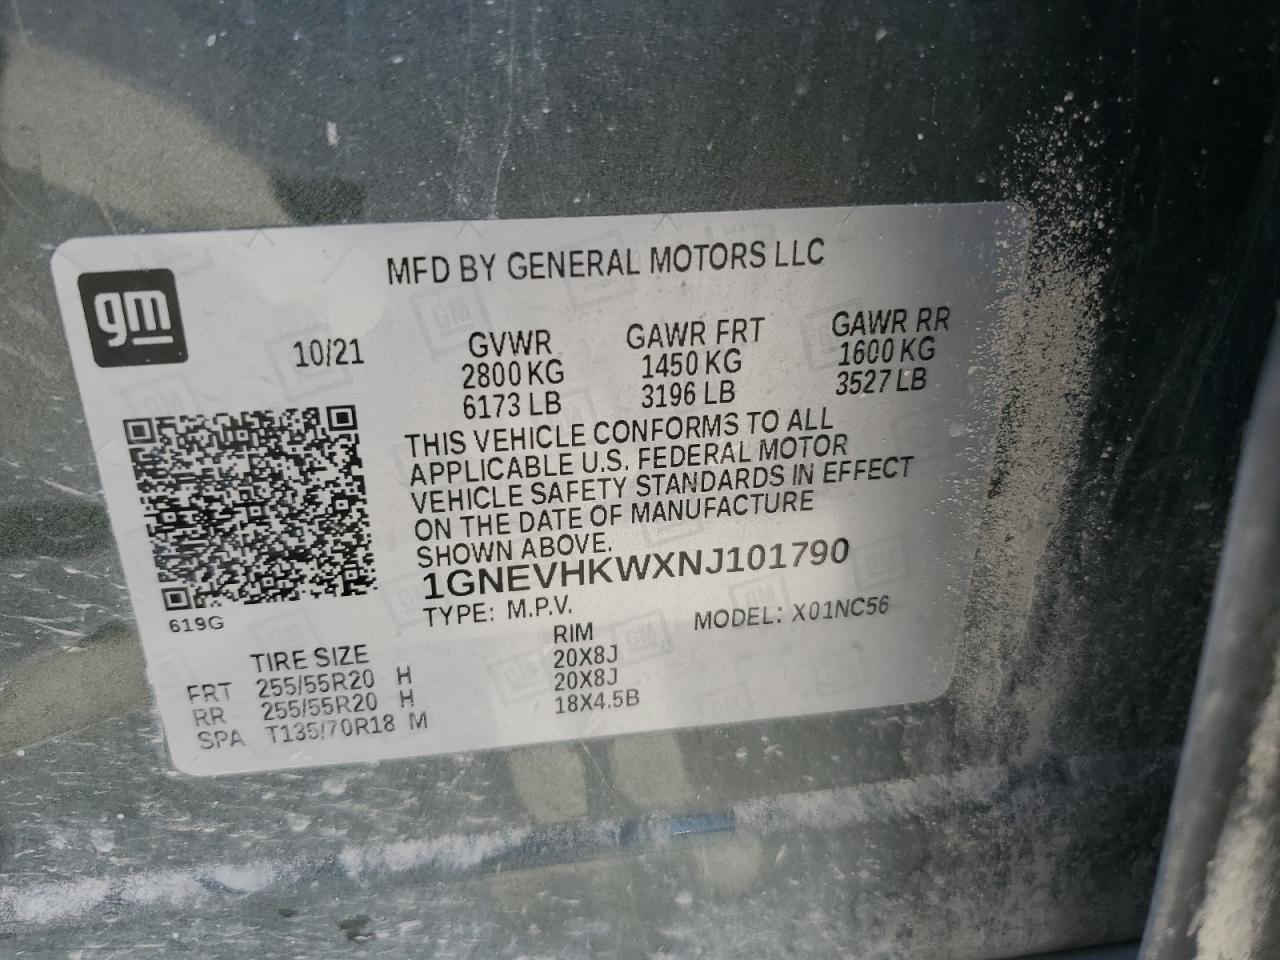 MFD BY GENERAL MOTORS LLC
gm
10/21 GVWR GAWR FRT GAWR RR
2800 KG 1450 KG 1600 KG
6173 LB 3196 LB 3527 LB
THIS VEHICLE CONFORMS TO ALL
APPLICABLE U.S. FEDERAL MOTOR
VEHICLE SAFETY STANDARDS IN EFFECT
ON THE DATE OF MANUFACTURE
SHOWN ABOVE.
1GNEVHKWXNJ101790
619G
TYPE: M.P.V. MODEL: X01NC56
TIRE SIZE RIM
FRT 255/55R20 H 20X8J
RR 255/55R20 H 20X8J
SPA T135/70R18 M 18X4.5B